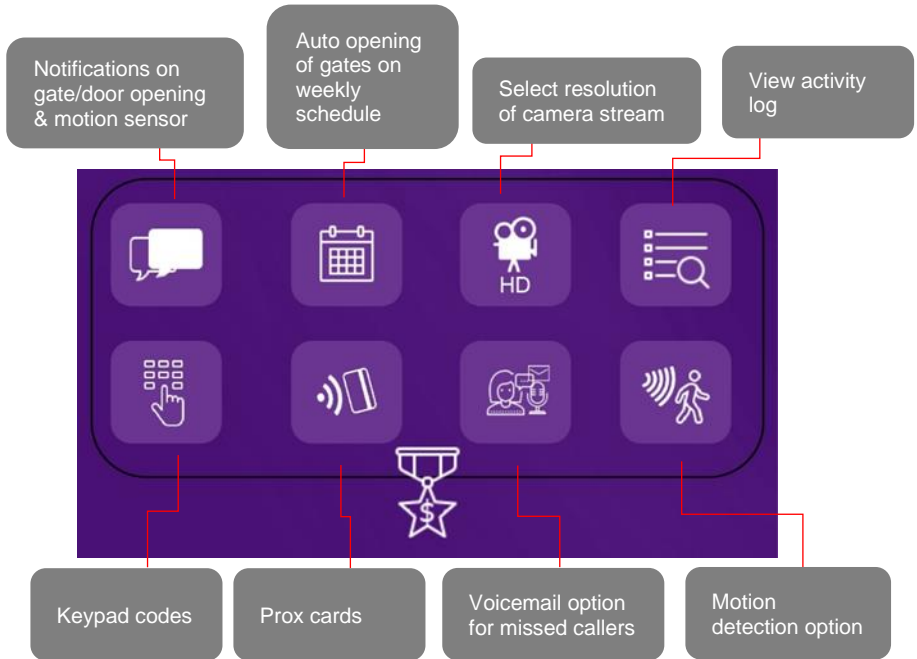 Notifications on
gate/door opening
& motion sensor
Auto opening
of gates on
weekly
schedule
Select resolution
of camera stream
View activity
log
HD
$
Keypad codes
Prox cards
Voicemail option
for missed callers
Motion
detection option